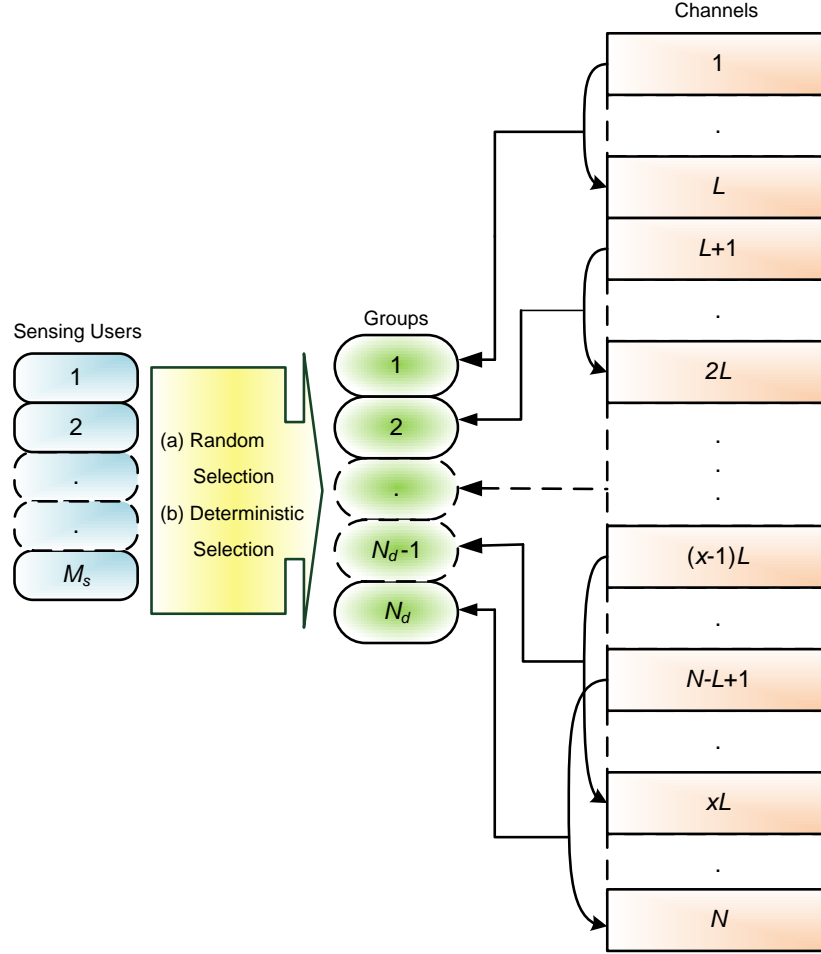 Channels
1
.
L
L+1
.
2L
.
.
.
(x-1)L
.
N-L+1
.
xL
.
N
Sensing Users
1
2
.
.
Ms
(a) Random
Selection
(b) Deterministic
Selection
Groups
1
2
.
Nd-1
Nd